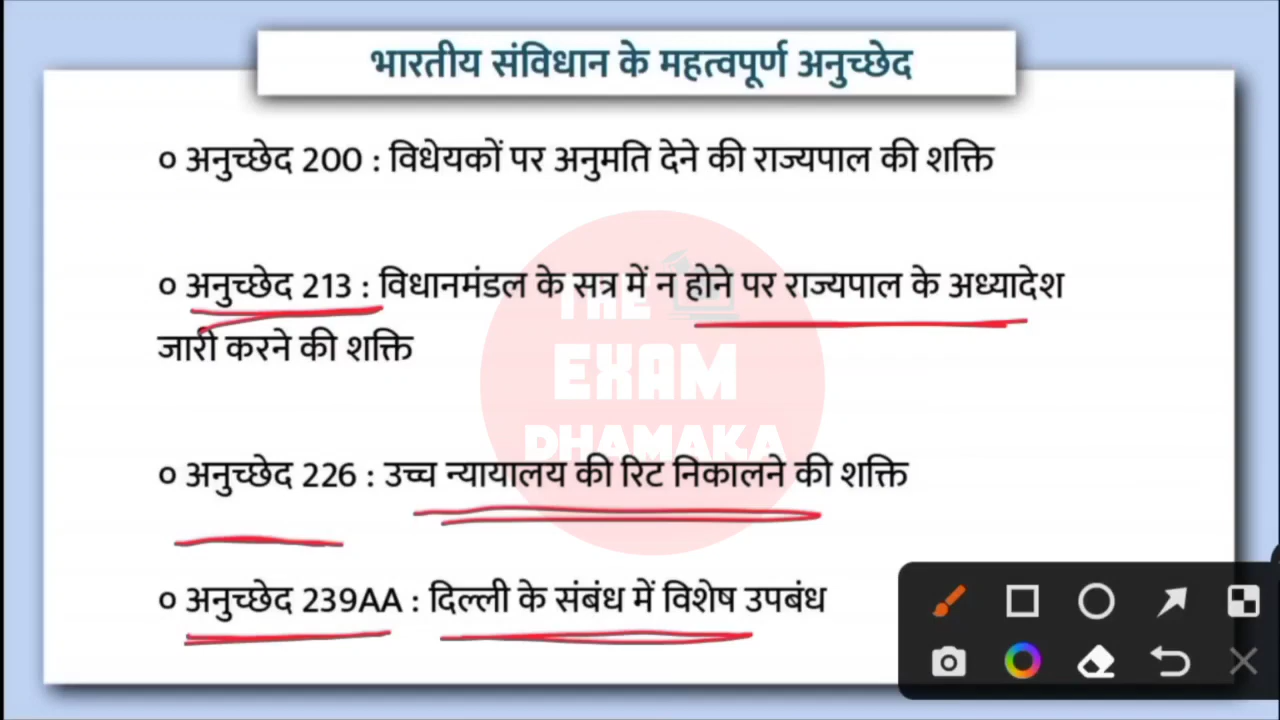 भारतीय संविधान के महत्वपूर्ण अनुच्छेद
o अनुच्छेद 200 : विधेयकों पर अनुमति देने की राज्यपाल की शक्ति
o अनुच्छेद 213 : विधानमंडल के सत्र में न होने पर राज्यपाल के अध्यादेश
जारी करने की शक्ति
THE
EXAM
DHAMAKA
o अनुच्छेद 226 : उच्च न्यायालय की रिट निकालने की शक्ति
o अनुच्छेद 239AA : दिल्ली के संबंध में विशेष उपबंध